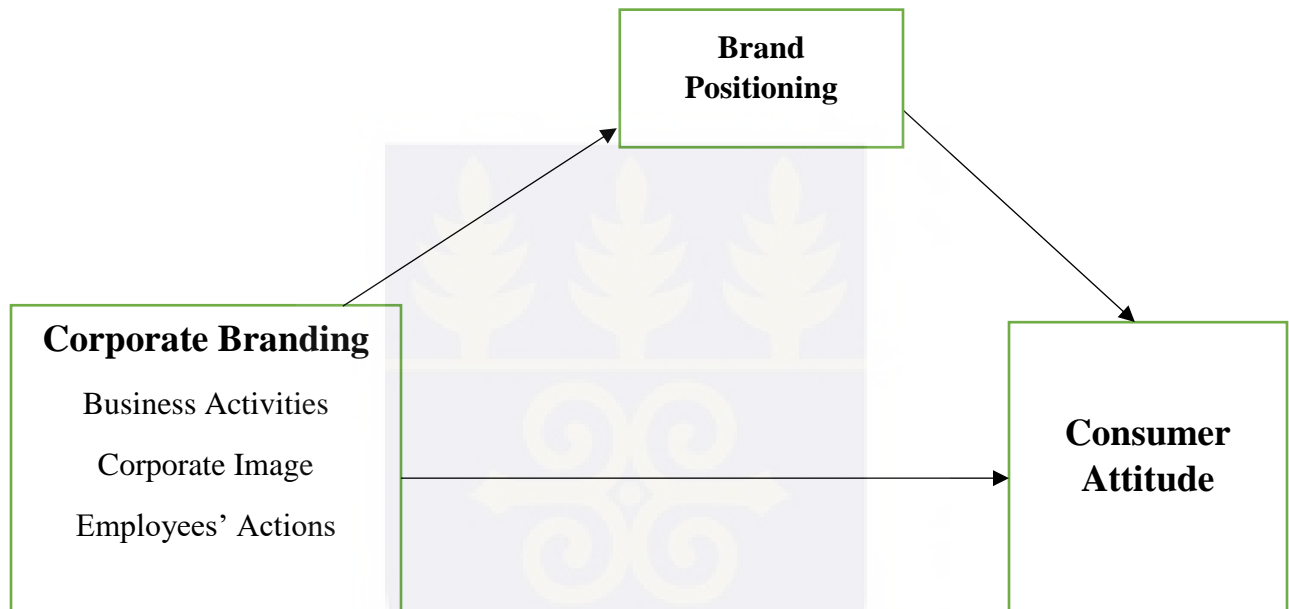 Brand
Positioning
Corporate Branding
Business Activities
Corporate Image
Employees’ Actions
Consumer
Attitude